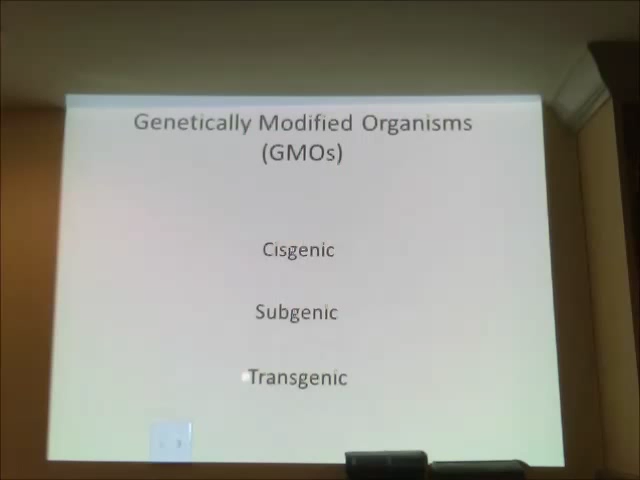 Genetically Modified Organisms
(GMOs)
Cisgenic
Subgenic
Transgenic